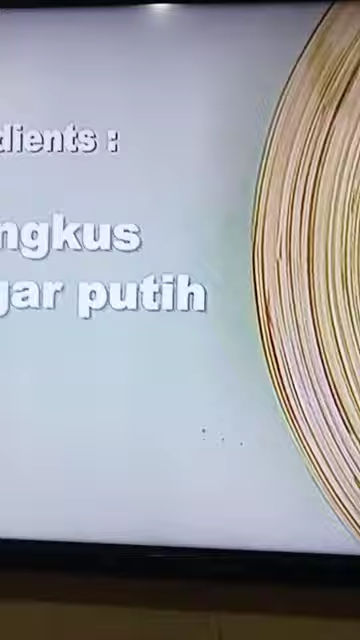 dients :
ngkus
gar putih